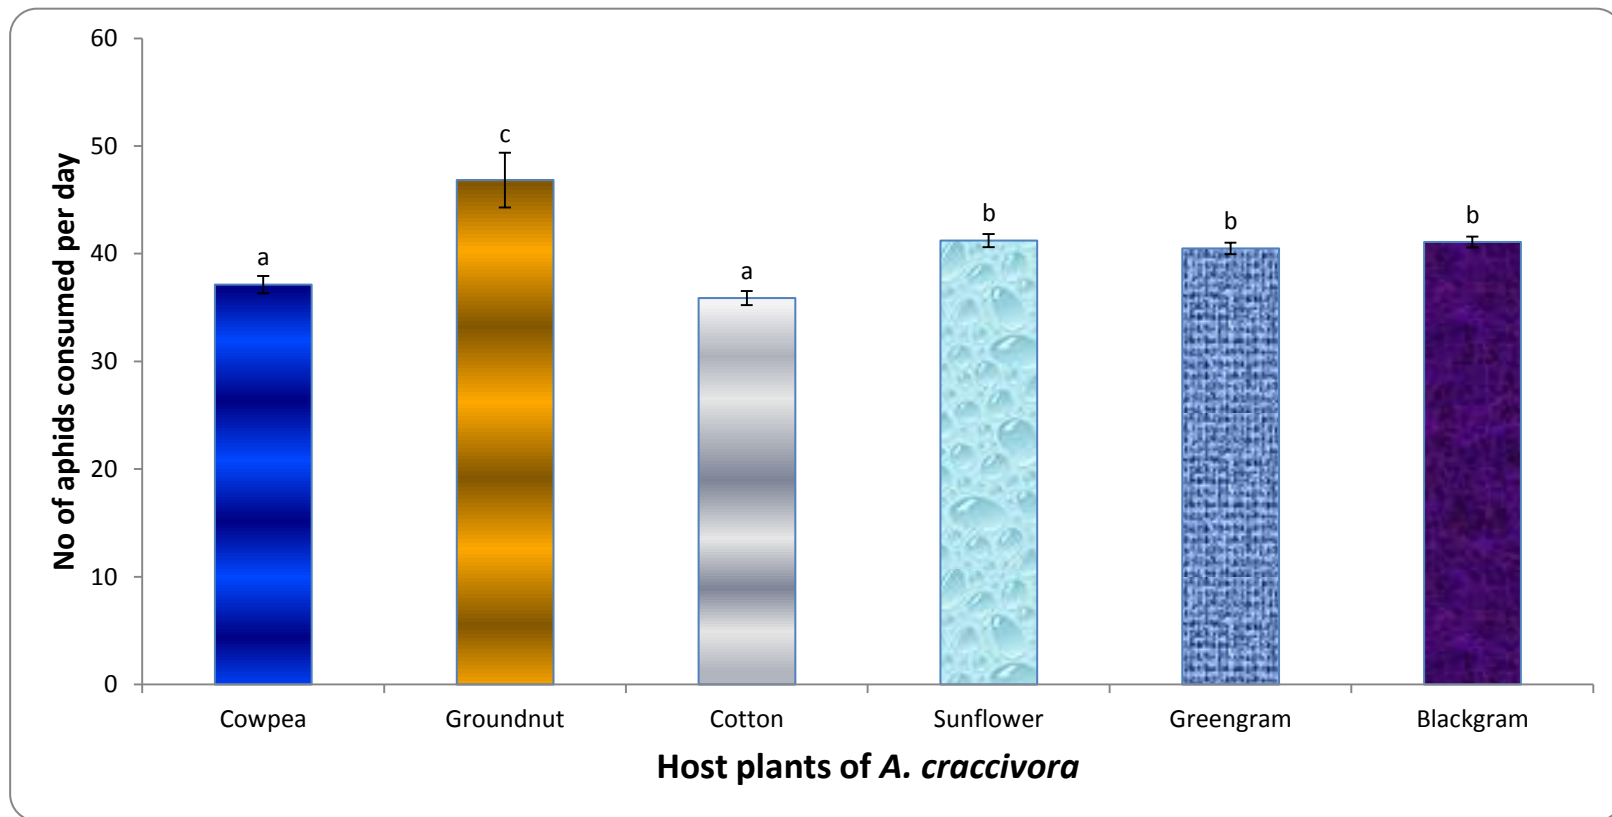 60
50
40
30
20
10
0
No of aphids consumed per day
a
c
a
b
b
b
Cowpea
Groundnut
Cotton
Sunflower
Greengram
Blackgram
Host plants of A. craccivora